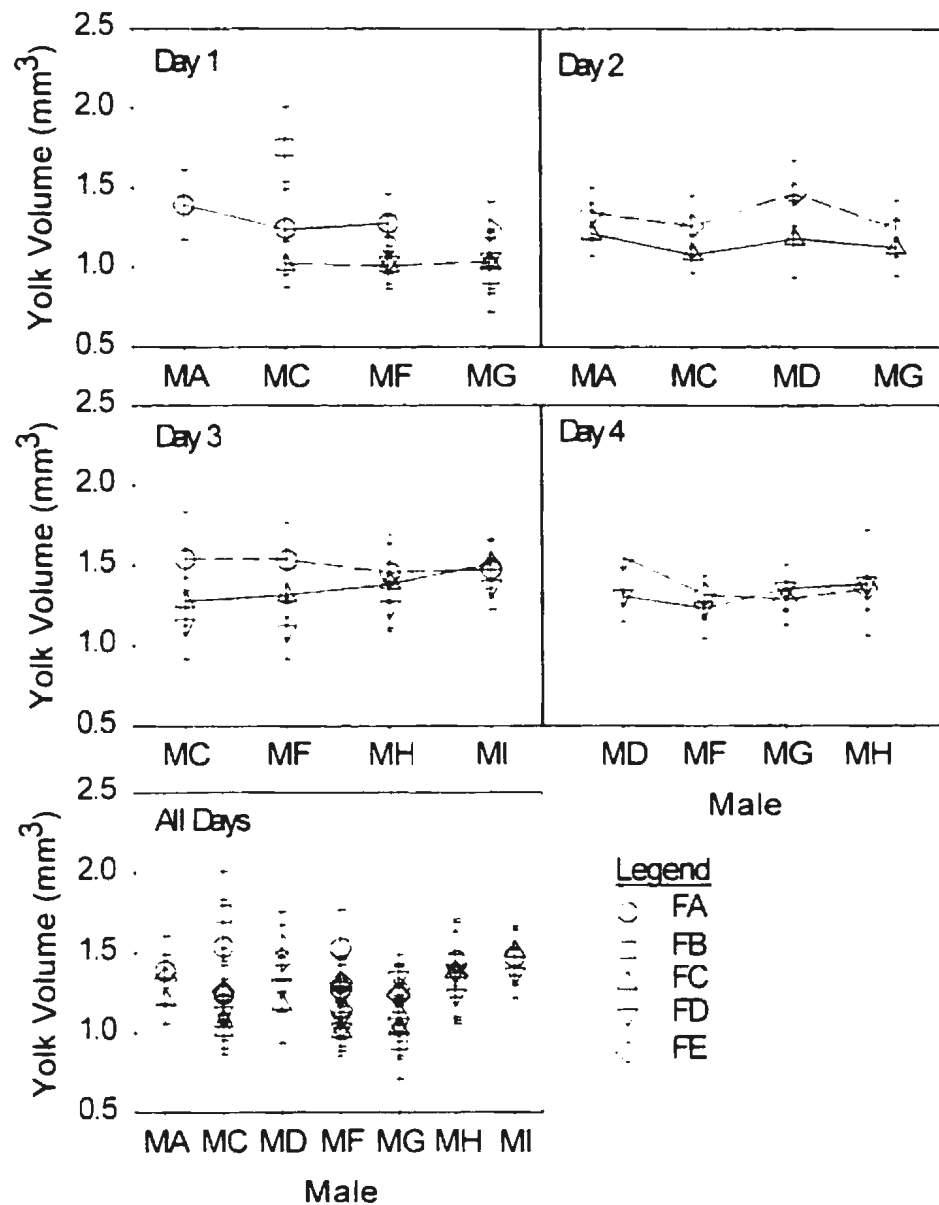 2.5
Day 1
Day 2
2.0
1.5
1.0
0.5
Yolk Volume (mm³)
MA MC MF MG MA MC MD MG
2.5
Day 3
Day 4
2.0
1.5
1.0
0.5
Yolk Volume (mm³)
MC MF MH MI MD MF MG MH
Male
2.5
All Days
2.0
1.5
1.0
0.5
Yolk Volume (mm³)
MA MC MD MF MG MH MI
Male
Legend
FA
FB
FC
FD
FE